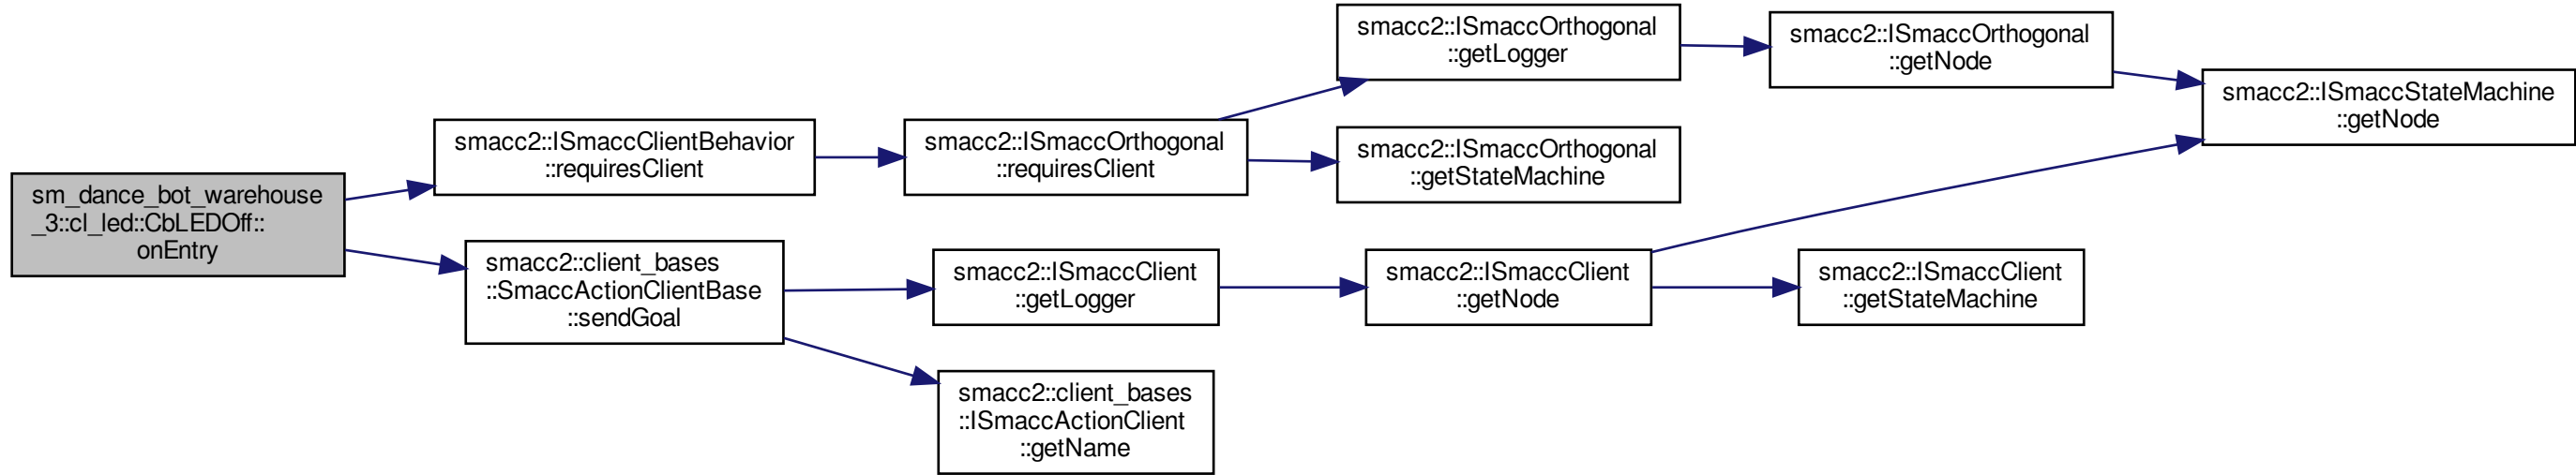 sm_dance_bot_warehouse
_3::cl_led::CbLEDOff::
onEntry
smacc2::ISmaccClientBehavior
::requiresClient
smacc2::ISmaccOrthogonal
::requiresClient
smacc2::ISmaccOrthogonal
::getLogger
smacc2::ISmaccOrthogonal
::getNode
smacc2::ISmaccStateMachine
::getNode
smacc2::ISmaccOrthogonal
::getStateMachine
smacc2::client_bases
::SmaccActionClientBase
::sendGoal
smacc2::ISmaccClient
::getLogger
smacc2::ISmaccClient
::getNode
smacc2::ISmaccClient
::getStateMachine
smacc2::client_bases
::ISmaccActionClient
::getName